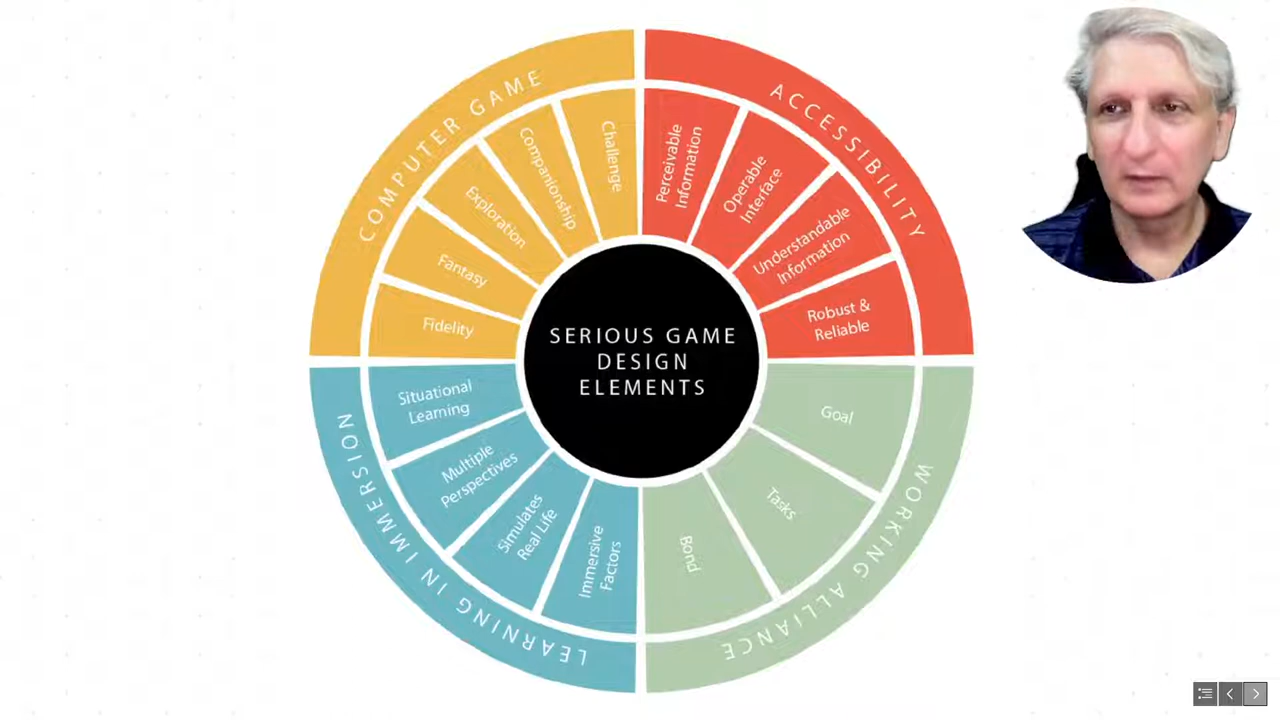 COMPUTER GAME
Challenge
Companionship
Exploration
Fantasy
Fidelity
ACCESSIBILITY
Perceivable
Information
Operable
Interface
Understandable
Information
Robust &
Reliable
SERIOUS GAME
DESIGN
ELEMENTS
LEARNING IN IMMERSION
Situational
Learning
Multiple
Perspectives
Simulates
Real Life
Immersive
Factors
WORKING ALLIANCE
Goal
Tasks
Bond